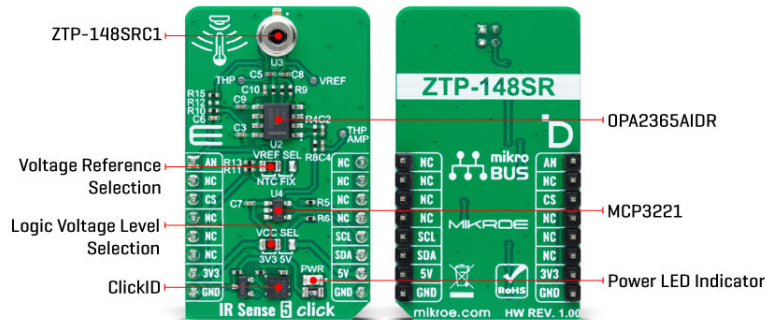 ZTP-148SRC1
Voltage Reference
Selection
Logic Voltage Level
Selection
ClickID
U3
C5 C8
THP VREF
C10 R9
R15
R12
R10
C6
C9
C3
R4C2
THP
AMP
U2
R8C4
VREF SEL
R13
R11
NTC FIX
U4
C7
R5
R6
VCC SEL
3V3 5V
PWR
AN
NC
CS
NC
NC
NC
3V3
GND
NC
NC
NC
NC
SCL
SDA
5V
GND
IR Sense 5 click
ZTP-148SR
mikro
BUS
MIKROE
NC
NC
NC
NC
SCL
SDA
5V
GND
AN
NC
CS
NC
NC
NC
3V3
GND
RoHS
mikroe.com HW REV. 1.00
OPA2365AIDR
MCP3221
Power LED Indicator